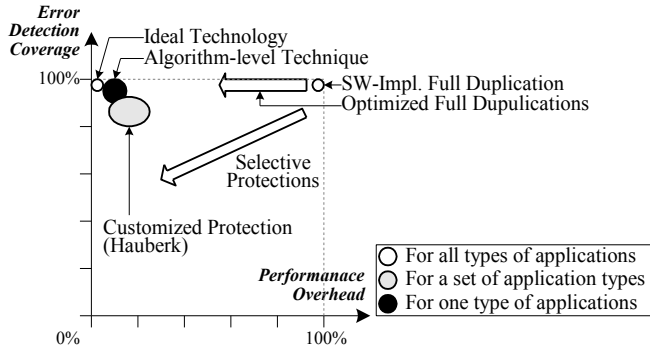 Error
Detection
Coverage
Ideal Technology
Algorithm-level Technique
100%
SW-Impl. Full Duplication
Optimized Full Dupulications
Selective
Protections
Customized Protection
(Hauberk)
For all types of applications
For a set of application types
For one type of applications
Performanace
Overhead
0%
100%